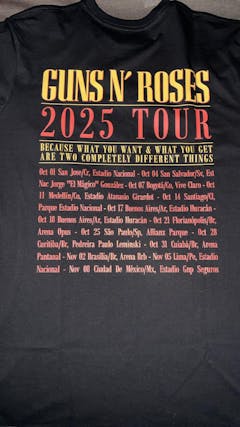 GUNS N' ROSES
2025 TOUR
BECAUSE WHAT YOU WANT & WHAT YOU GET
ARE TWO COMPLETELY DIFFERENT THINGS
Oct 01 San Jose/Cr, Estadio Nacional - Oct 04 San Salvador/Sv, Est
Nac Jorge "El Mágico" González - Oct 07 Bogotá/Co, Vive Claro - Oct
11 Medellín/Co, Estadio Atanasio Girardot - Oct 14 Santiago/Cl,
Parque Estadio Nacional - Oct 17 Buenos Aires/Ar, Estadio Huracán -
Oct 18 Buenos Aires/Ar, Estadio Huracán - Oct 21 Florianópolis/Br,
Arena Opus - Oct 25 São Paulo/Sp, Allianz Parque - Oct 28
Curitiba/Br, Pedreira Paulo Leminski - Oct 31 Cuiabá/Br, Arena
Pantanal - Nov 02 Brasília/Br, Arena Brb - Nov 05 Lima/Pe, Estadio
Nacional - Nov 08 Ciudad De México/Mx, Estadio Gnp Seguros